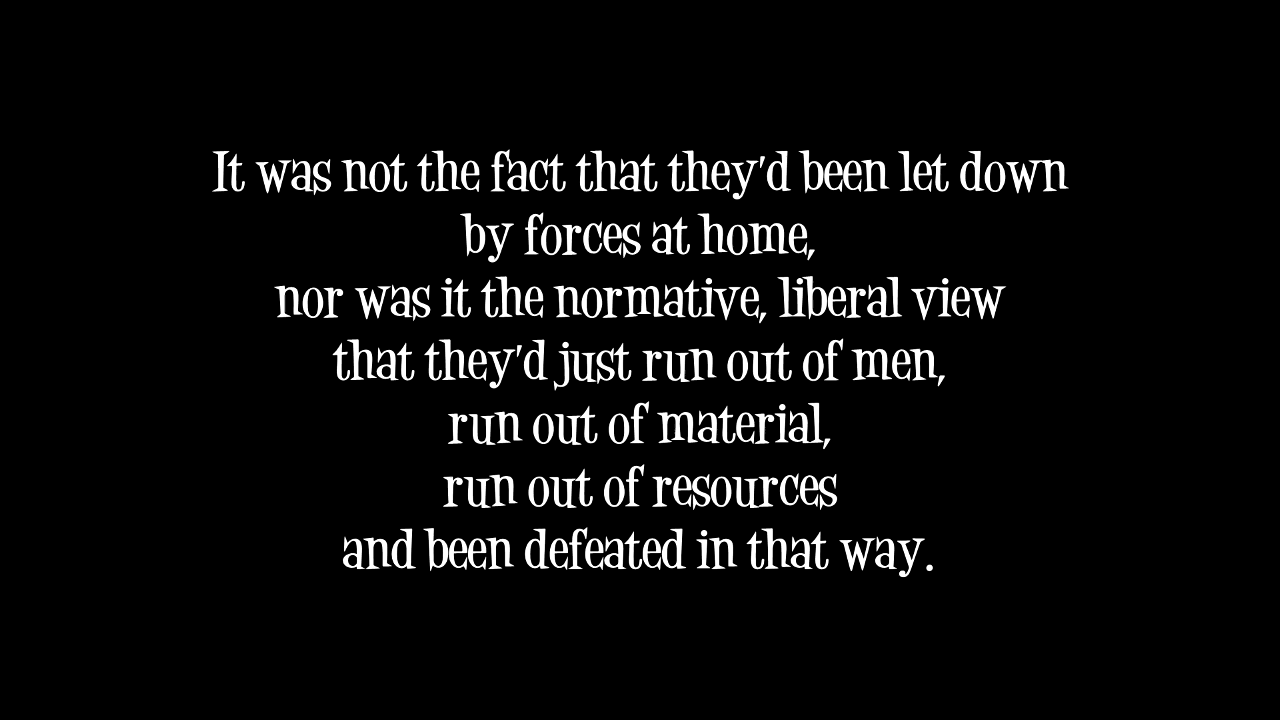 It was not the fact that they'd been let down
by forces at home,
nor was it the normative, liberal view
that they'd just run out of men,
run out of material,
run out of resources
and been defeated in that way.